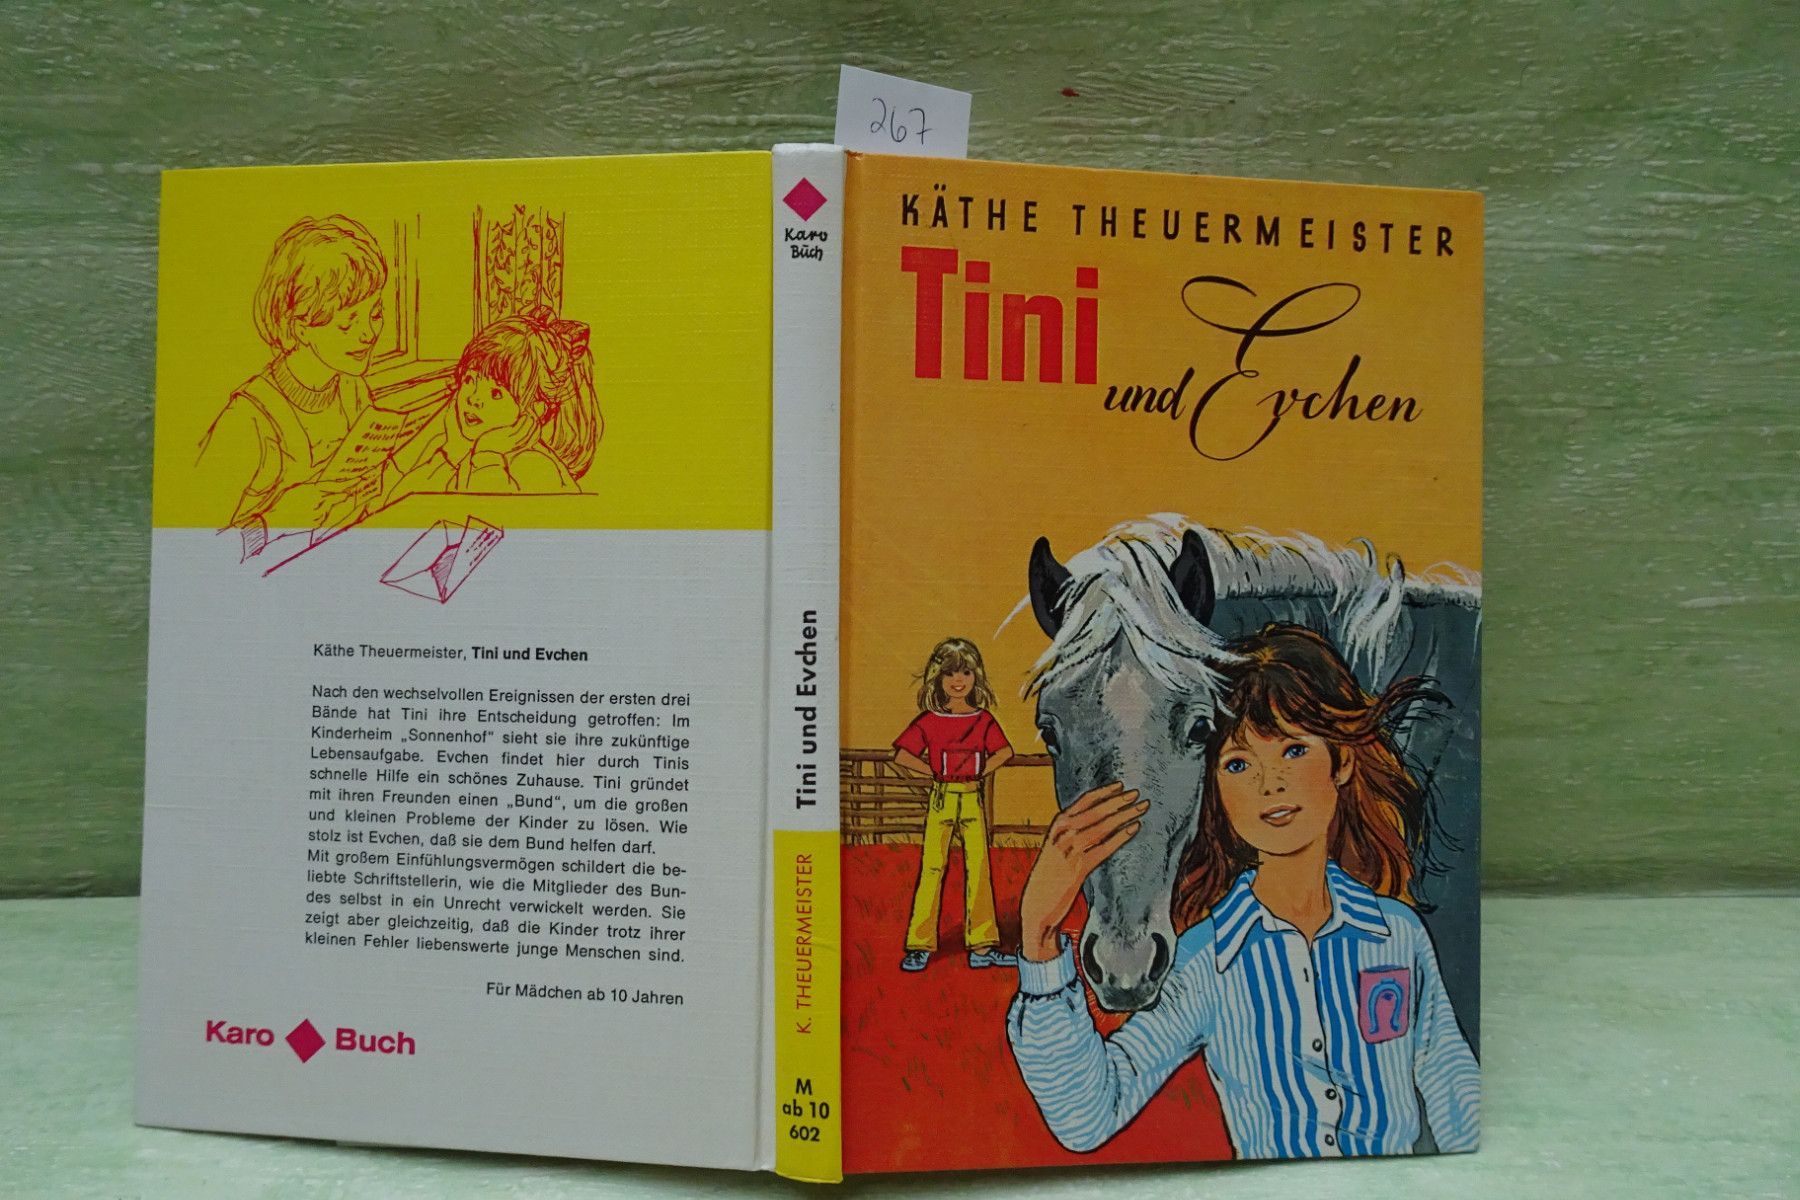 267
Käthe Theuermeister, Tini und Evchen
Nach den wechselvollen Ereignissen der ersten drei
Bände hat Tini ihre Entscheidung getroffen: Im
Kinderheim „Sonnenhof“ sieht sie ihre zukünftige
Lebensaufgabe. Evchen findet hier durch Tinis
schnelle Hilfe ein schönes Zuhause. Tini gründet
mit ihren Freunden einen „Bund“, um die großen
und kleinen Probleme der Kinder zu lösen. Wie
stolz ist Evchen, daß sie dem Bund helfen darf.
Mit großem Einfühlungsvermögen schildert die be-
liebte Schriftstellerin, wie die Mitglieder des Bun-
des selbst in ein Unrecht verwickelt werden. Sie
zeigt aber gleichzeitig, daß die Kinder trotz ihrer
kleinen Fehler liebenswerte junge Menschen sind.
Für Mädchen ab 10 Jahren
Karo Buch
Karo
Buch
Tini und Evchen
K. THEUERMEISTER
M
ab 10
602
KÄTHE THEUERMEISTER
Tini
und Evchen